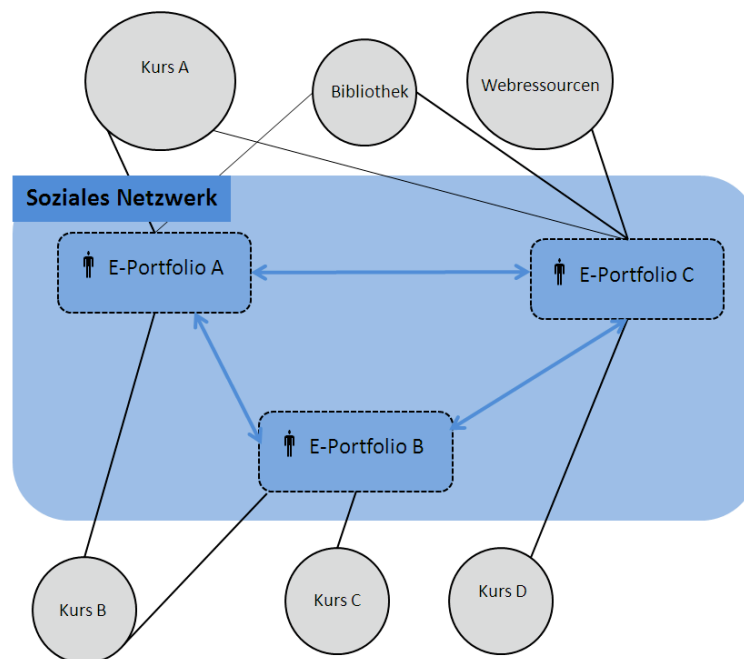 Kurs A
Bibliothek
Webressourcen
Soziales Netzwerk
E-Portfolio A
E-Portfolio C
E-Portfolio B
Kurs B
Kurs C
Kurs D